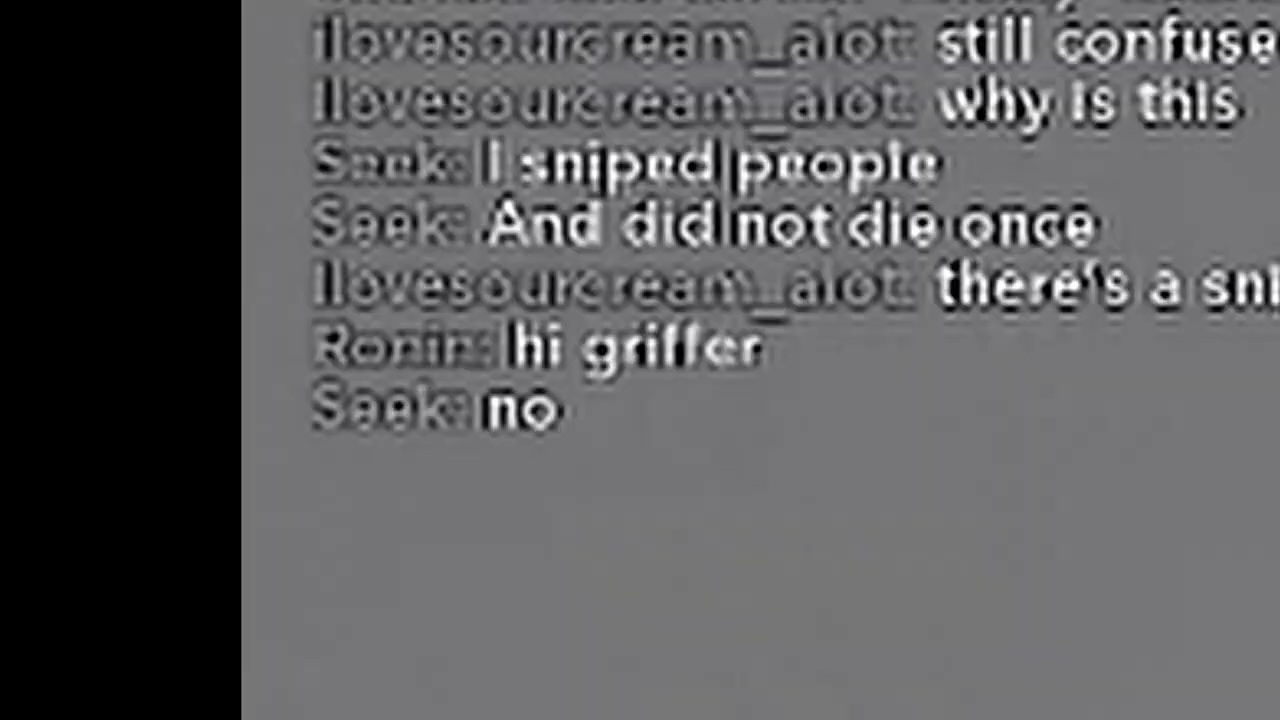 Ilovesourcream_alot: still confuse
Ilovesourcream_alot: why is this
Seek: I sniped people
Seek: And did not die once
Ilovesourcream_alot: there's a sni
Ronin: hi griffer
Seek: no